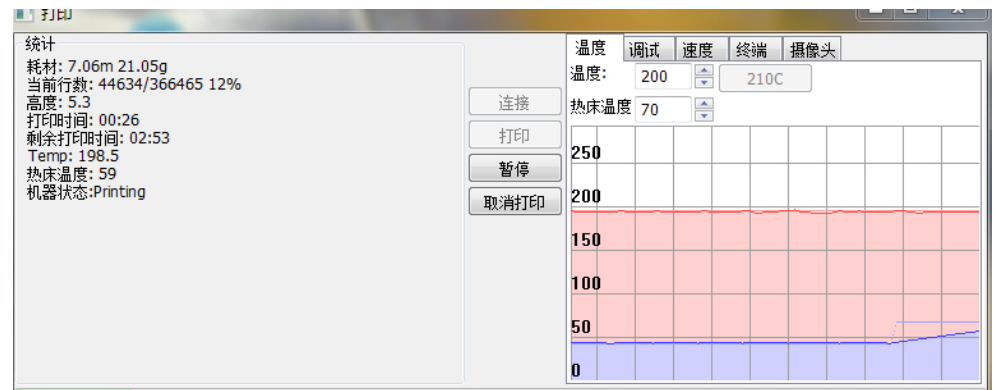 打印
统计
耗材: 7.06m 21.05g
当前行数: 44634/366465 12%
高度: 5.3
打印时间: 00:26
剩余打印时间: 02:53
Temp: 198.5
热床温度: 59
机器状态:Printing
连接
打印
暂停
取消打印
温度 调试 速度 终端 摄像头
温度: 200 210C
热床温度 70
250
200
150
100
50
0